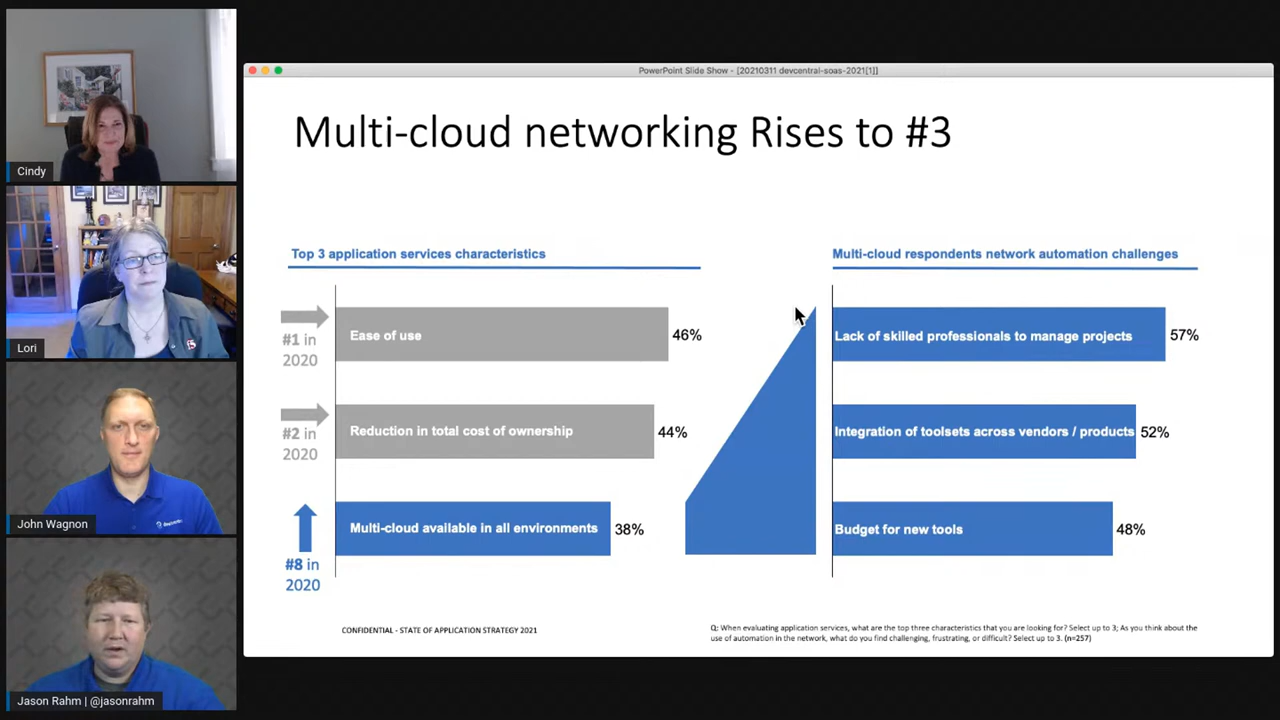 PowerPoint Slide Show - [20210311 devcentral-soas-2021[1]]
Multi-cloud networking Rises to #3
Top 3 application services characteristics
#1 in
2020
Ease of use
46%
#2 in
2020
Reduction in total cost of ownership
44%
#8 in
2020
Multi-cloud available in all environments
38%
Multi-cloud respondents network automation challenges
Lack of skilled professionals to manage projects
57%
Integration of toolsets across vendors / products
52%
Budget for new tools
48%
CONFIDENTIAL - STATE OF APPLICATION STRATEGY 2021
Q: When evaluating application services, what are the top three characteristics that you are looking for? Select up to 3; As you think about the
use of automation in the network, what do you find challenging, frustrating, or difficult? Select up to 3. (n=257)
Cindy
Lori
John Wagnon
Jason Rahm | @jasonrahm